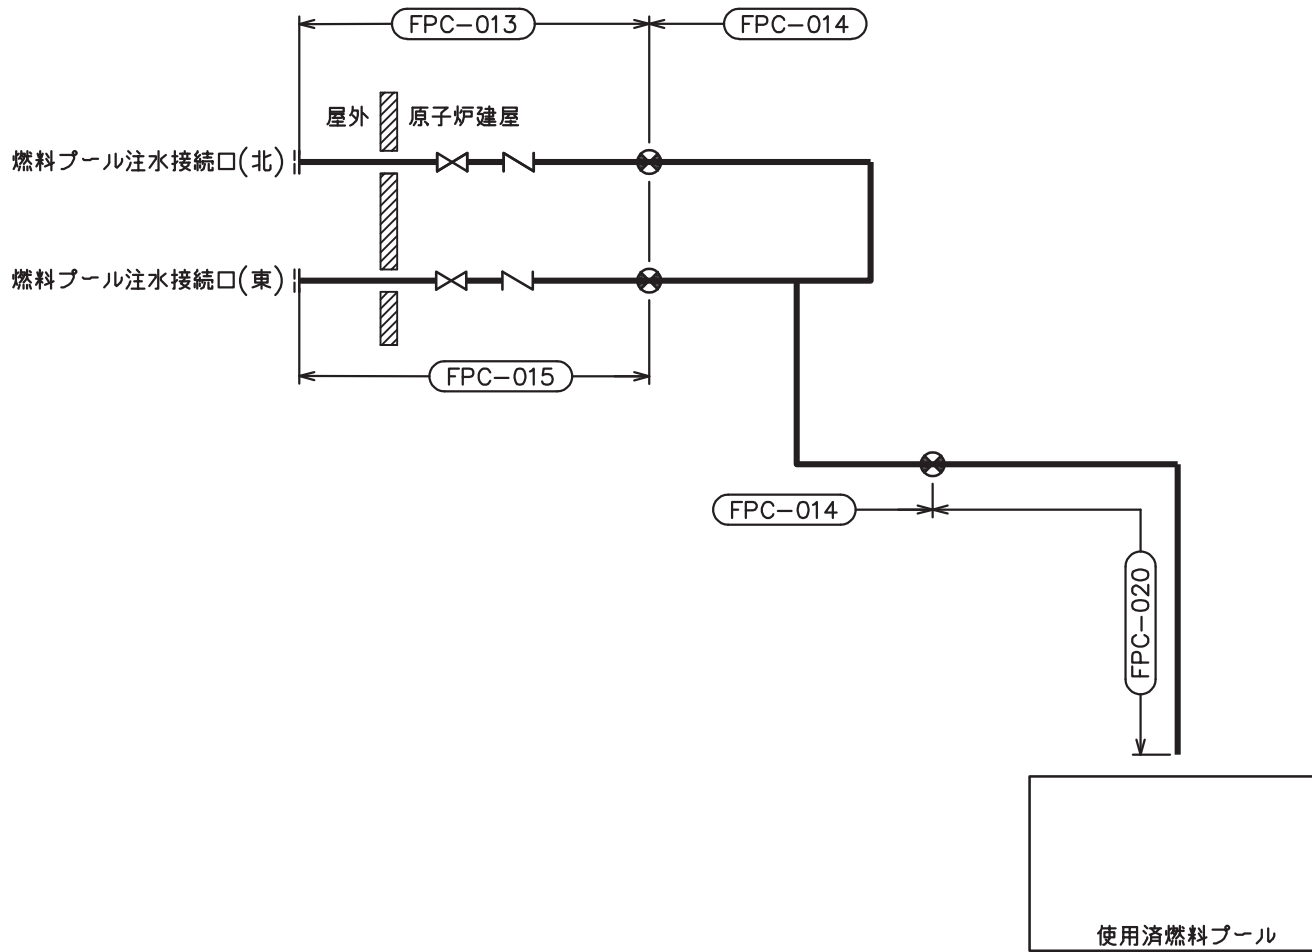 FPC-013
FPC-014
屋外
原子炉建屋
燃料プール注水接続口(北)
燃料プール注水接続口(東)
FPC-015
FPC-014
FPC-020
使用済燃料プール